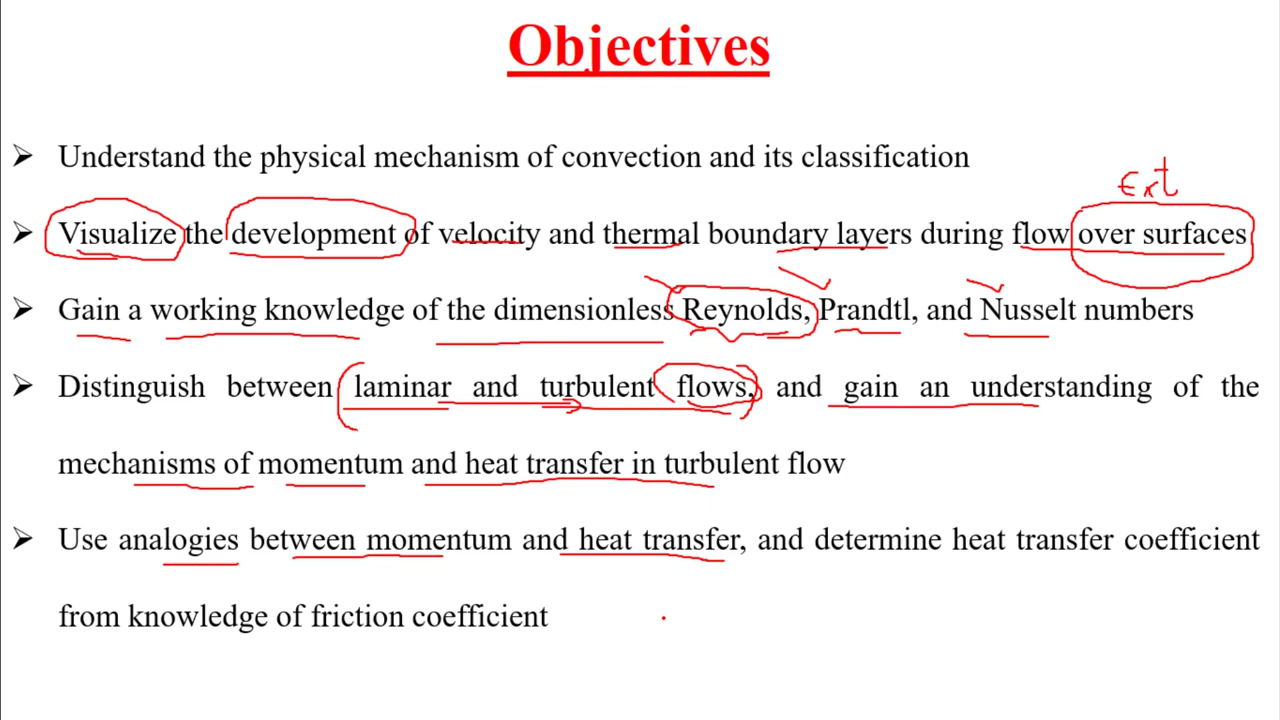 Objectives
➢ Understand the physical mechanism of convection and its classification
Ext
➢ Visualize the development of velocity and thermal boundary layers during flow over surfaces
➢ Gain a working knowledge of the dimensionless Reynolds, Prandtl, and Nusselt numbers
➢ Distinguish between laminar and turbulent flows, and gain an understanding of the
mechanisms of momentum and heat transfer in turbulent flow
➢ Use analogies between momentum and heat transfer, and determine heat transfer coefficient
from knowledge of friction coefficient